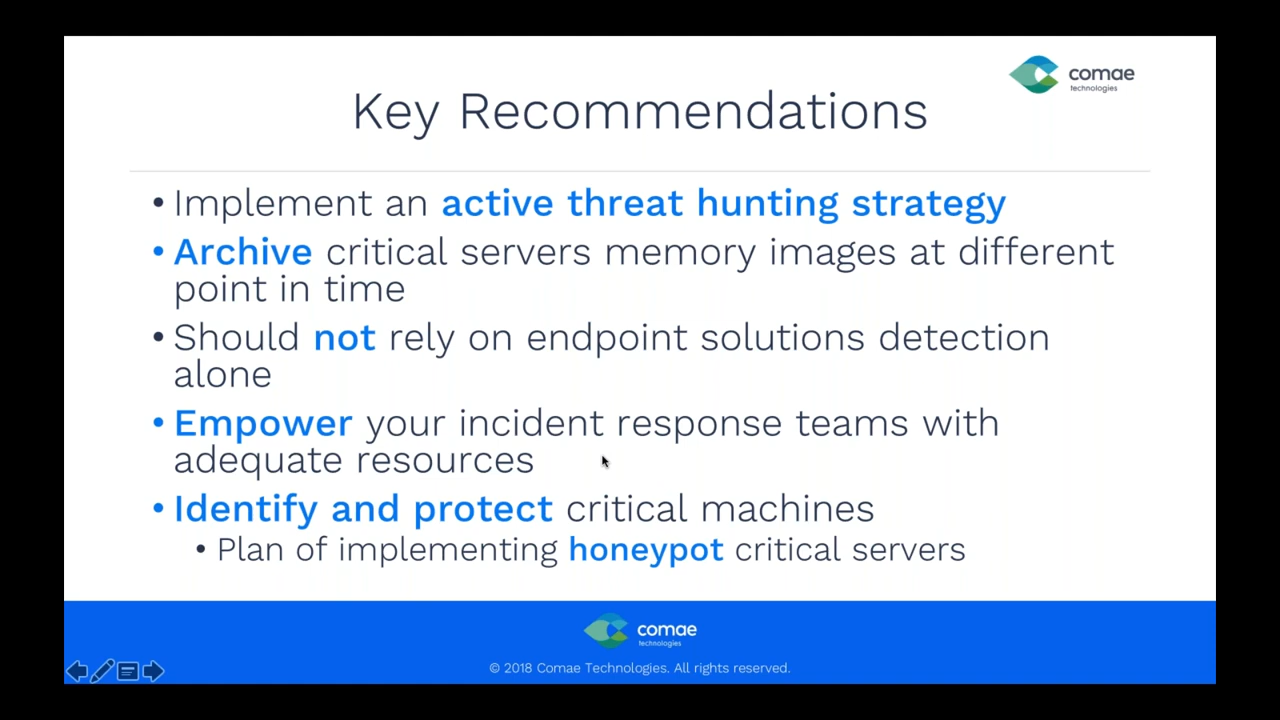 comae
technologies
Key Recommendations
• Implement an active threat hunting strategy
• Archive critical servers memory images at different
point in time
• Should not rely on endpoint solutions detection
alone
• Empower your incident response teams with
adequate resources
• Identify and protect critical machines
• Plan of implementing honeypot critical servers
comae
technologies
© 2018 Comae Technologies. All rights reserved.